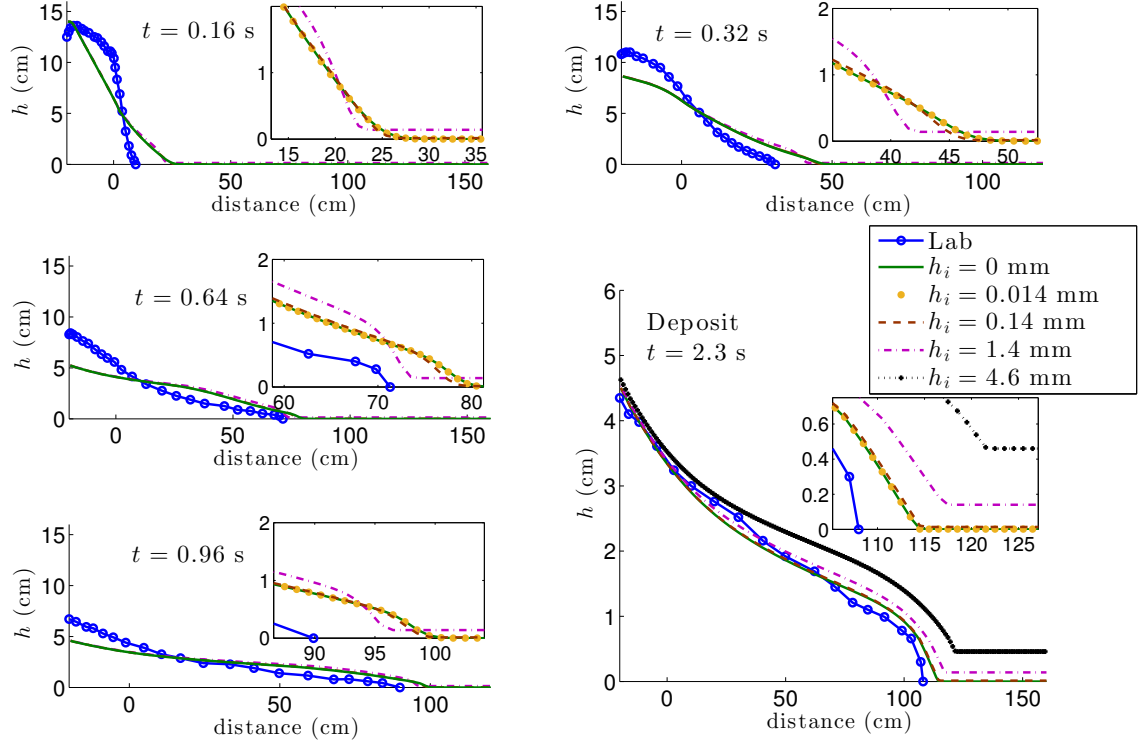 t = 0.16 s
h (cm)
15
10
5
0
0 50 100 150
distance (cm)
2
1
0
15 20 25 30 35
t = 0.32 s
h (cm)
15
10
5
0
0 50 100
distance (cm)
2
1
0
40 45 50
t = 0.64 s
h (cm)
15
10
5
0
0 50 100 150
distance (cm)
2
1
0
60 70 80
t = 0.96 s
h (cm)
15
10
5
0
0 50 100
distance (cm)
2
1
0
90 95 100
Lab
h_i = 0 mm
h_i = 0.014 mm
h_i = 0.14 mm
h_i = 1.4 mm
h_i = 4.6 mm
Deposit
t = 2.3 s
h (cm)
6
5
4
3
2
1
0
0 50 100 150
distance (cm)
0.6
0.4
0.2
0
110 115 120 125